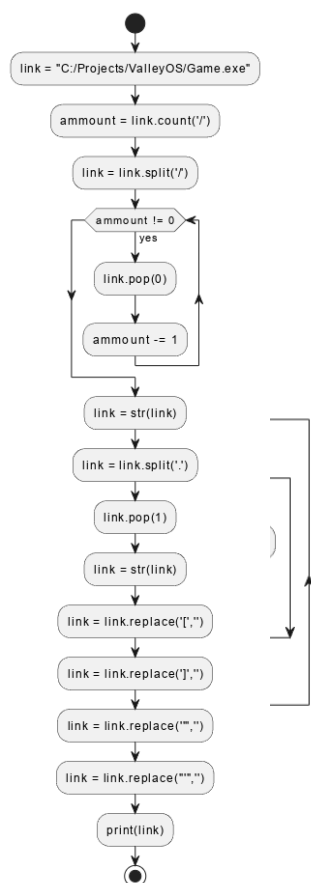 link = "C:/Projects/ValleyOS/Game.exe"
ammount = link.count('/')
link = link.split('/')
ammount != 0
yes
link.pop(0)
ammount -= 1
link = str(link)
link = link.split('.')
link.pop(1)
link = str(link)
link = link.replace('[','')
link = link.replace(']','')
link = link.replace('"','')
link = link.replace("'",'')
print(link)